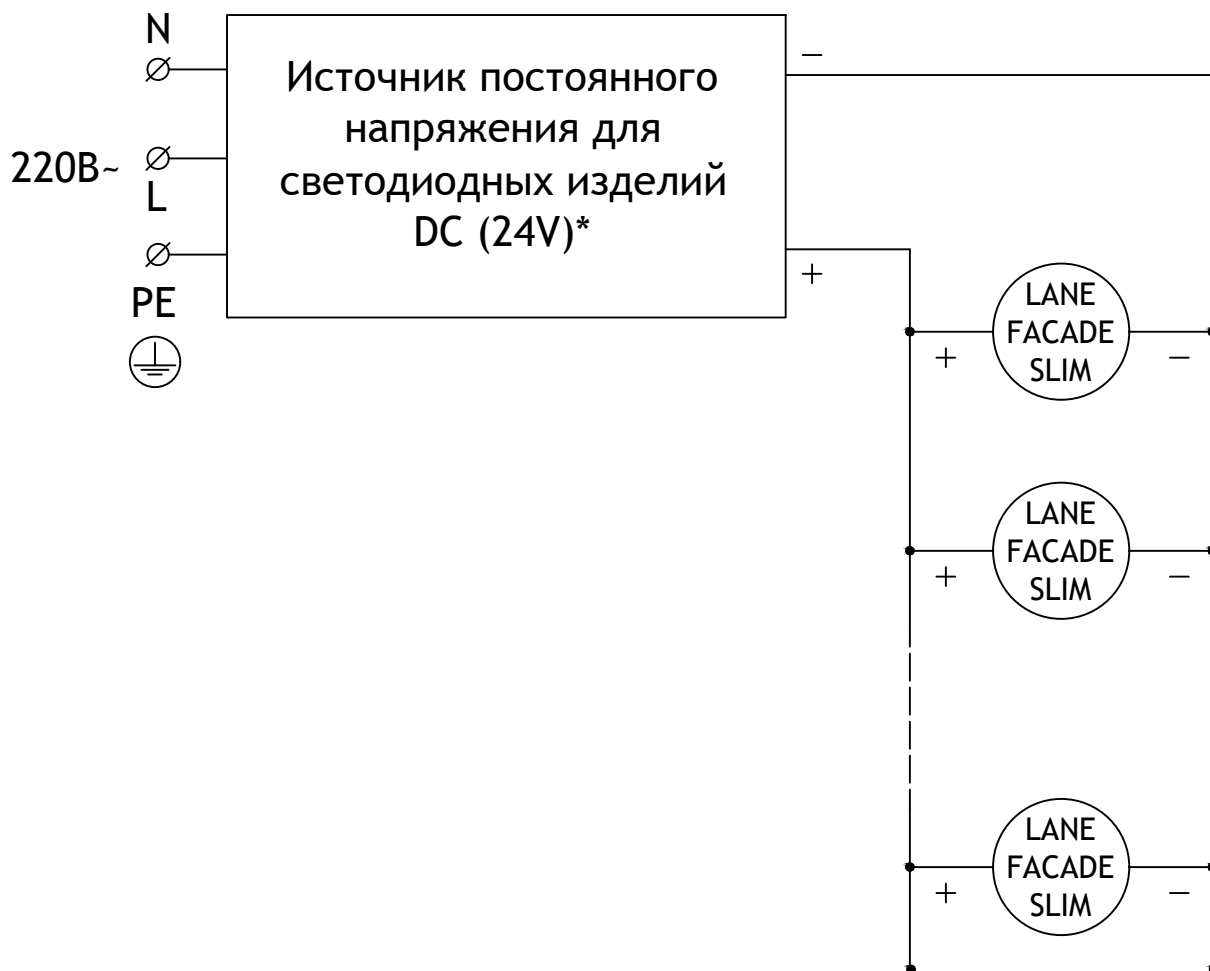 N
220В~
L
PE
Источник постоянного
напряжения для
светодиодных изделий
DC (24V)*
−
+
LANE
FACADE
SLIM
+
−
LANE
FACADE
SLIM
+
−
LANE
FACADE
SLIM
+
−